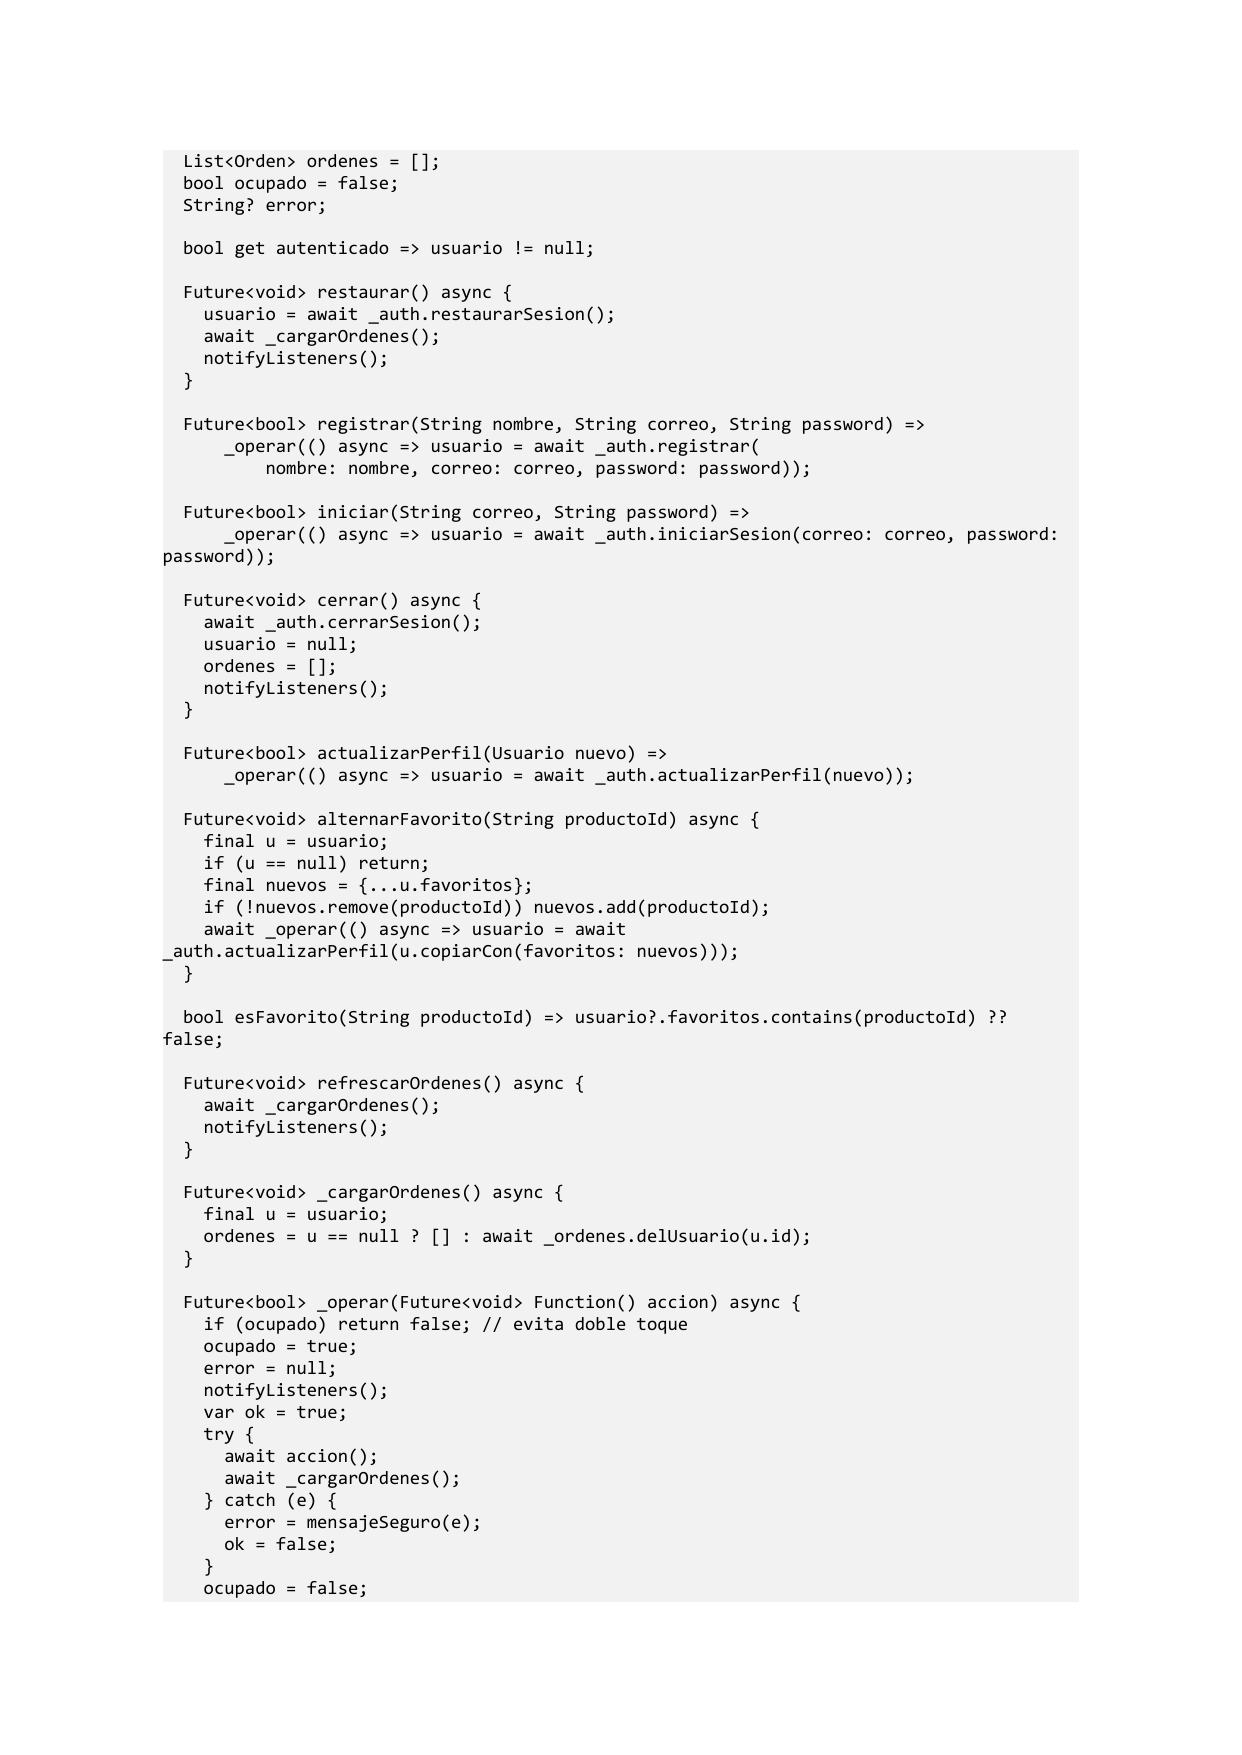 List<Orden> ordenes = [];
bool ocupado = false;
String? error;

bool get autenticado => usuario != null;

Future<void> restaurar() async {
usuario = await _auth.restaurarSesion();
await _cargarOrdenes();
notifyListeners();
}

Future<bool> registrar(String nombre, String correo, String password) =>
_operar(() async => usuario = await _auth.registrar(
nombre: nombre, correo: correo, password: password));

Future<bool> iniciar(String correo, String password) =>
_operar(() async => usuario = await _auth.iniciarSesion(correo: correo, password:
password));

Future<void> cerrar() async {
await _auth.cerrarSesion();
usuario = null;
ordenes = [];
notifyListeners();
}

Future<bool> actualizarPerfil(Usuario nuevo) =>
_operar(() async => usuario = await _auth.actualizarPerfil(nuevo));

Future<void> alternarFavorito(String productoId) async {
final u = usuario;
if (u == null) return;
final nuevos = {...u.favoritos};
if (!nuevos.remove(productoId)) nuevos.add(productoId);
await _operar(() async => usuario = await
_auth.actualizarPerfil(u.copiarCon(favoritos: nuevos)));
}

bool esFavorito(String productoId) => usuario?.favoritos.contains(productoId) ??
false;

Future<void> refrescarOrdenes() async {
await _cargarOrdenes();
notifyListeners();
}

Future<void> _cargarOrdenes() async {
final u = usuario;
ordenes = u == null ? [] : await _ordenes.delUsuario(u.id);
}

Future<bool> _operar(Future<void> Function() accion) async {
if (ocupado) return false; // evita doble toque
ocupado = true;
error = null;
notifyListeners();
var ok = true;
try {
await accion();
await _cargarOrdenes();
} catch (e) {
error = mensajeSeguro(e);
ok = false;
}
ocupado = false;